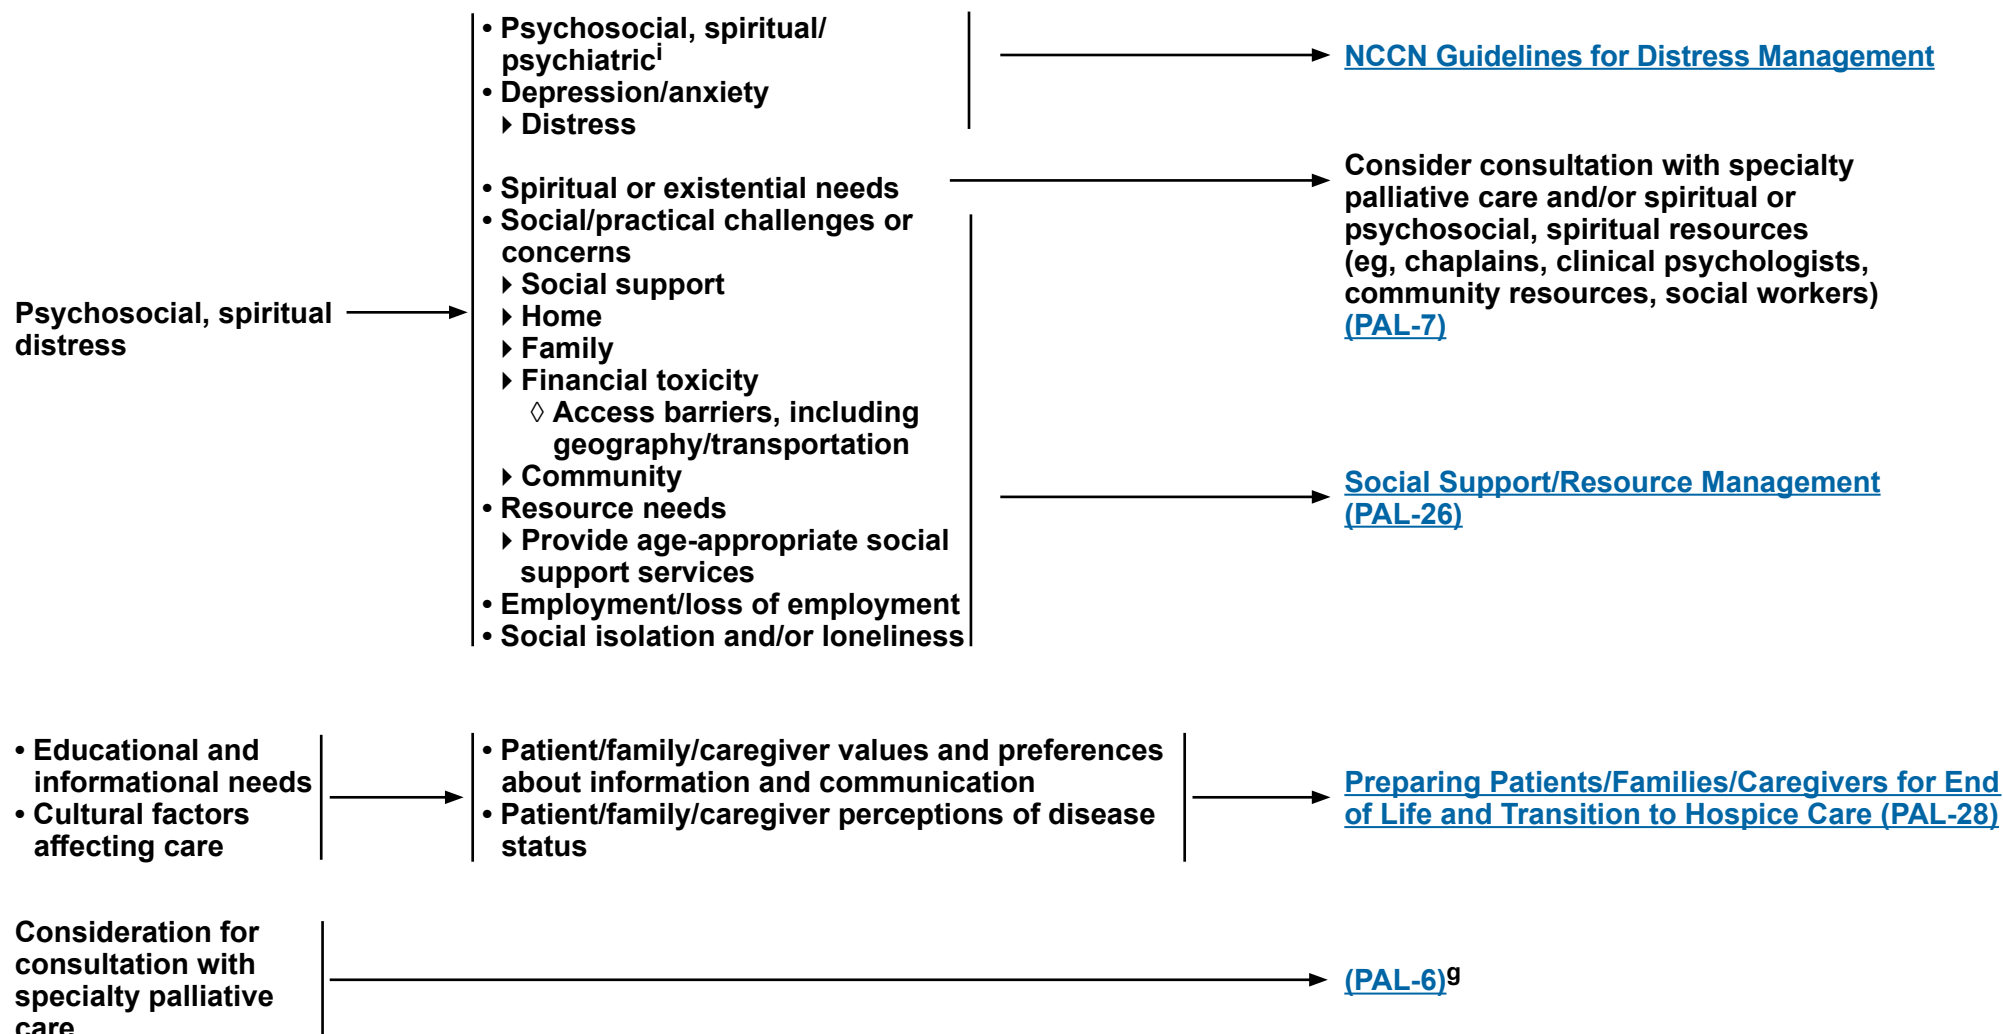 Psychosocial, spiritual
distress
• Psychosocial, spiritual/
psychiatricⁱ
• Depression/anxiety
▸ Distress
• Spiritual or existential needs
• Social/practical challenges or
concerns
▸ Social support
▸ Home
▸ Family
▸ Financial toxicity
◊ Access barriers, including
geography/transportation
▸ Community
• Resource needs
▸ Provide age-appropriate social
support services
• Employment/loss of employment
• Social isolation and/or loneliness
NCCN Guidelines for Distress Management
Consider consultation with specialty
palliative care and/or spiritual or
psychosocial, spiritual resources
(eg, chaplains, clinical psychologists,
community resources, social workers)
(PAL-7)
Social Support/Resource Management
(PAL-26)
• Educational and
informational needs
• Cultural factors
affecting care
• Patient/family/caregiver values and preferences
about information and communication
• Patient/family/caregiver perceptions of disease
status
Preparing Patients/Families/Caregivers for End
of Life and Transition to Hospice Care (PAL-28)
Consideration for
consultation with
specialty palliative
care
(PAL-6)ᵍ